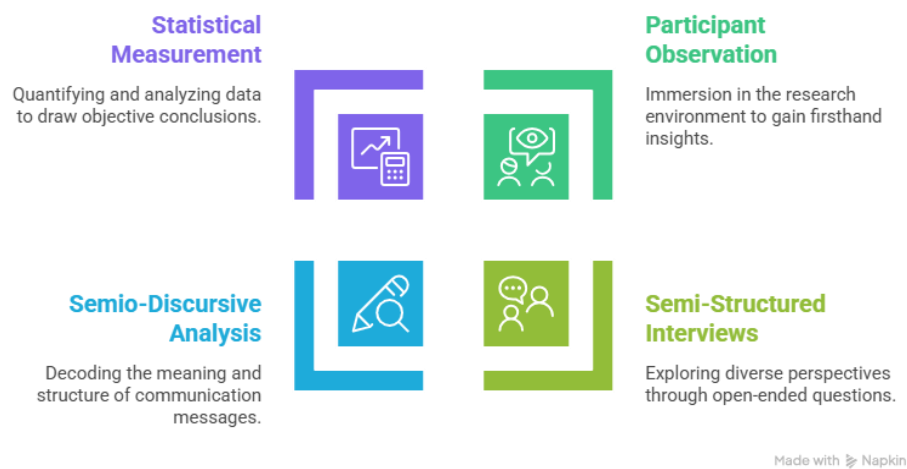 Statistical
Measurement
Quantifying and analyzing data
to draw objective conclusions.
Participant
Observation
Immersion in the research
environment to gain firsthand
insights.
Semio-Discursive
Analysis
Decoding the meaning and
structure of communication
messages.
Semi-Structured
Interviews
Exploring diverse perspectives
through open-ended questions.
Made with Napkin